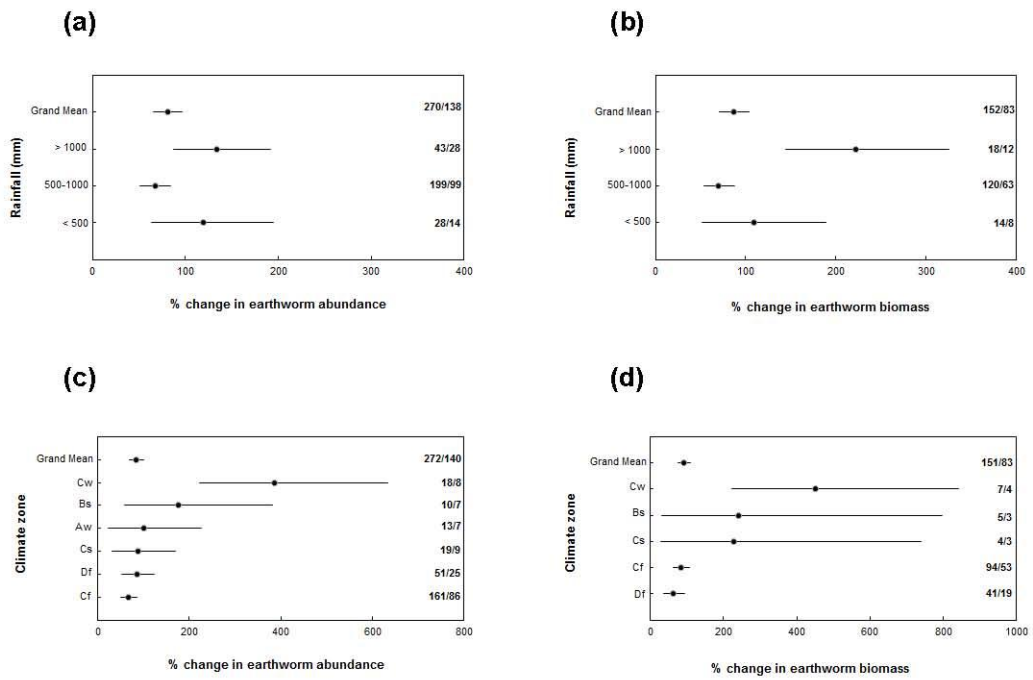 (a)
Rainfall (mm)
Grand Mean 270/138
> 1000 43/28
500-1000 199/99
< 500 28/14
0 100 200 300 400
% change in earthworm abundance
(b)
Rainfall (mm)
Grand Mean 152/83
> 1000 18/12
500-1000 120/63
< 500 14/8
0 100 200 300 400
% change in earthworm biomass
(c)
Climate zone
Grand Mean 272/140
Cw 18/8
Bs 10/7
Aw 13/7
Cs 19/9
Df 51/25
Cf 161/86
0 200 400 600 800
% change in earthworm abundance
(d)
Climate zone
Grand Mean 151/83
Cw 7/4
Bs 5/3
Cs 4/3
Cf 94/53
Df 41/19
0 200 400 600 800 1000
% change in earthworm biomass